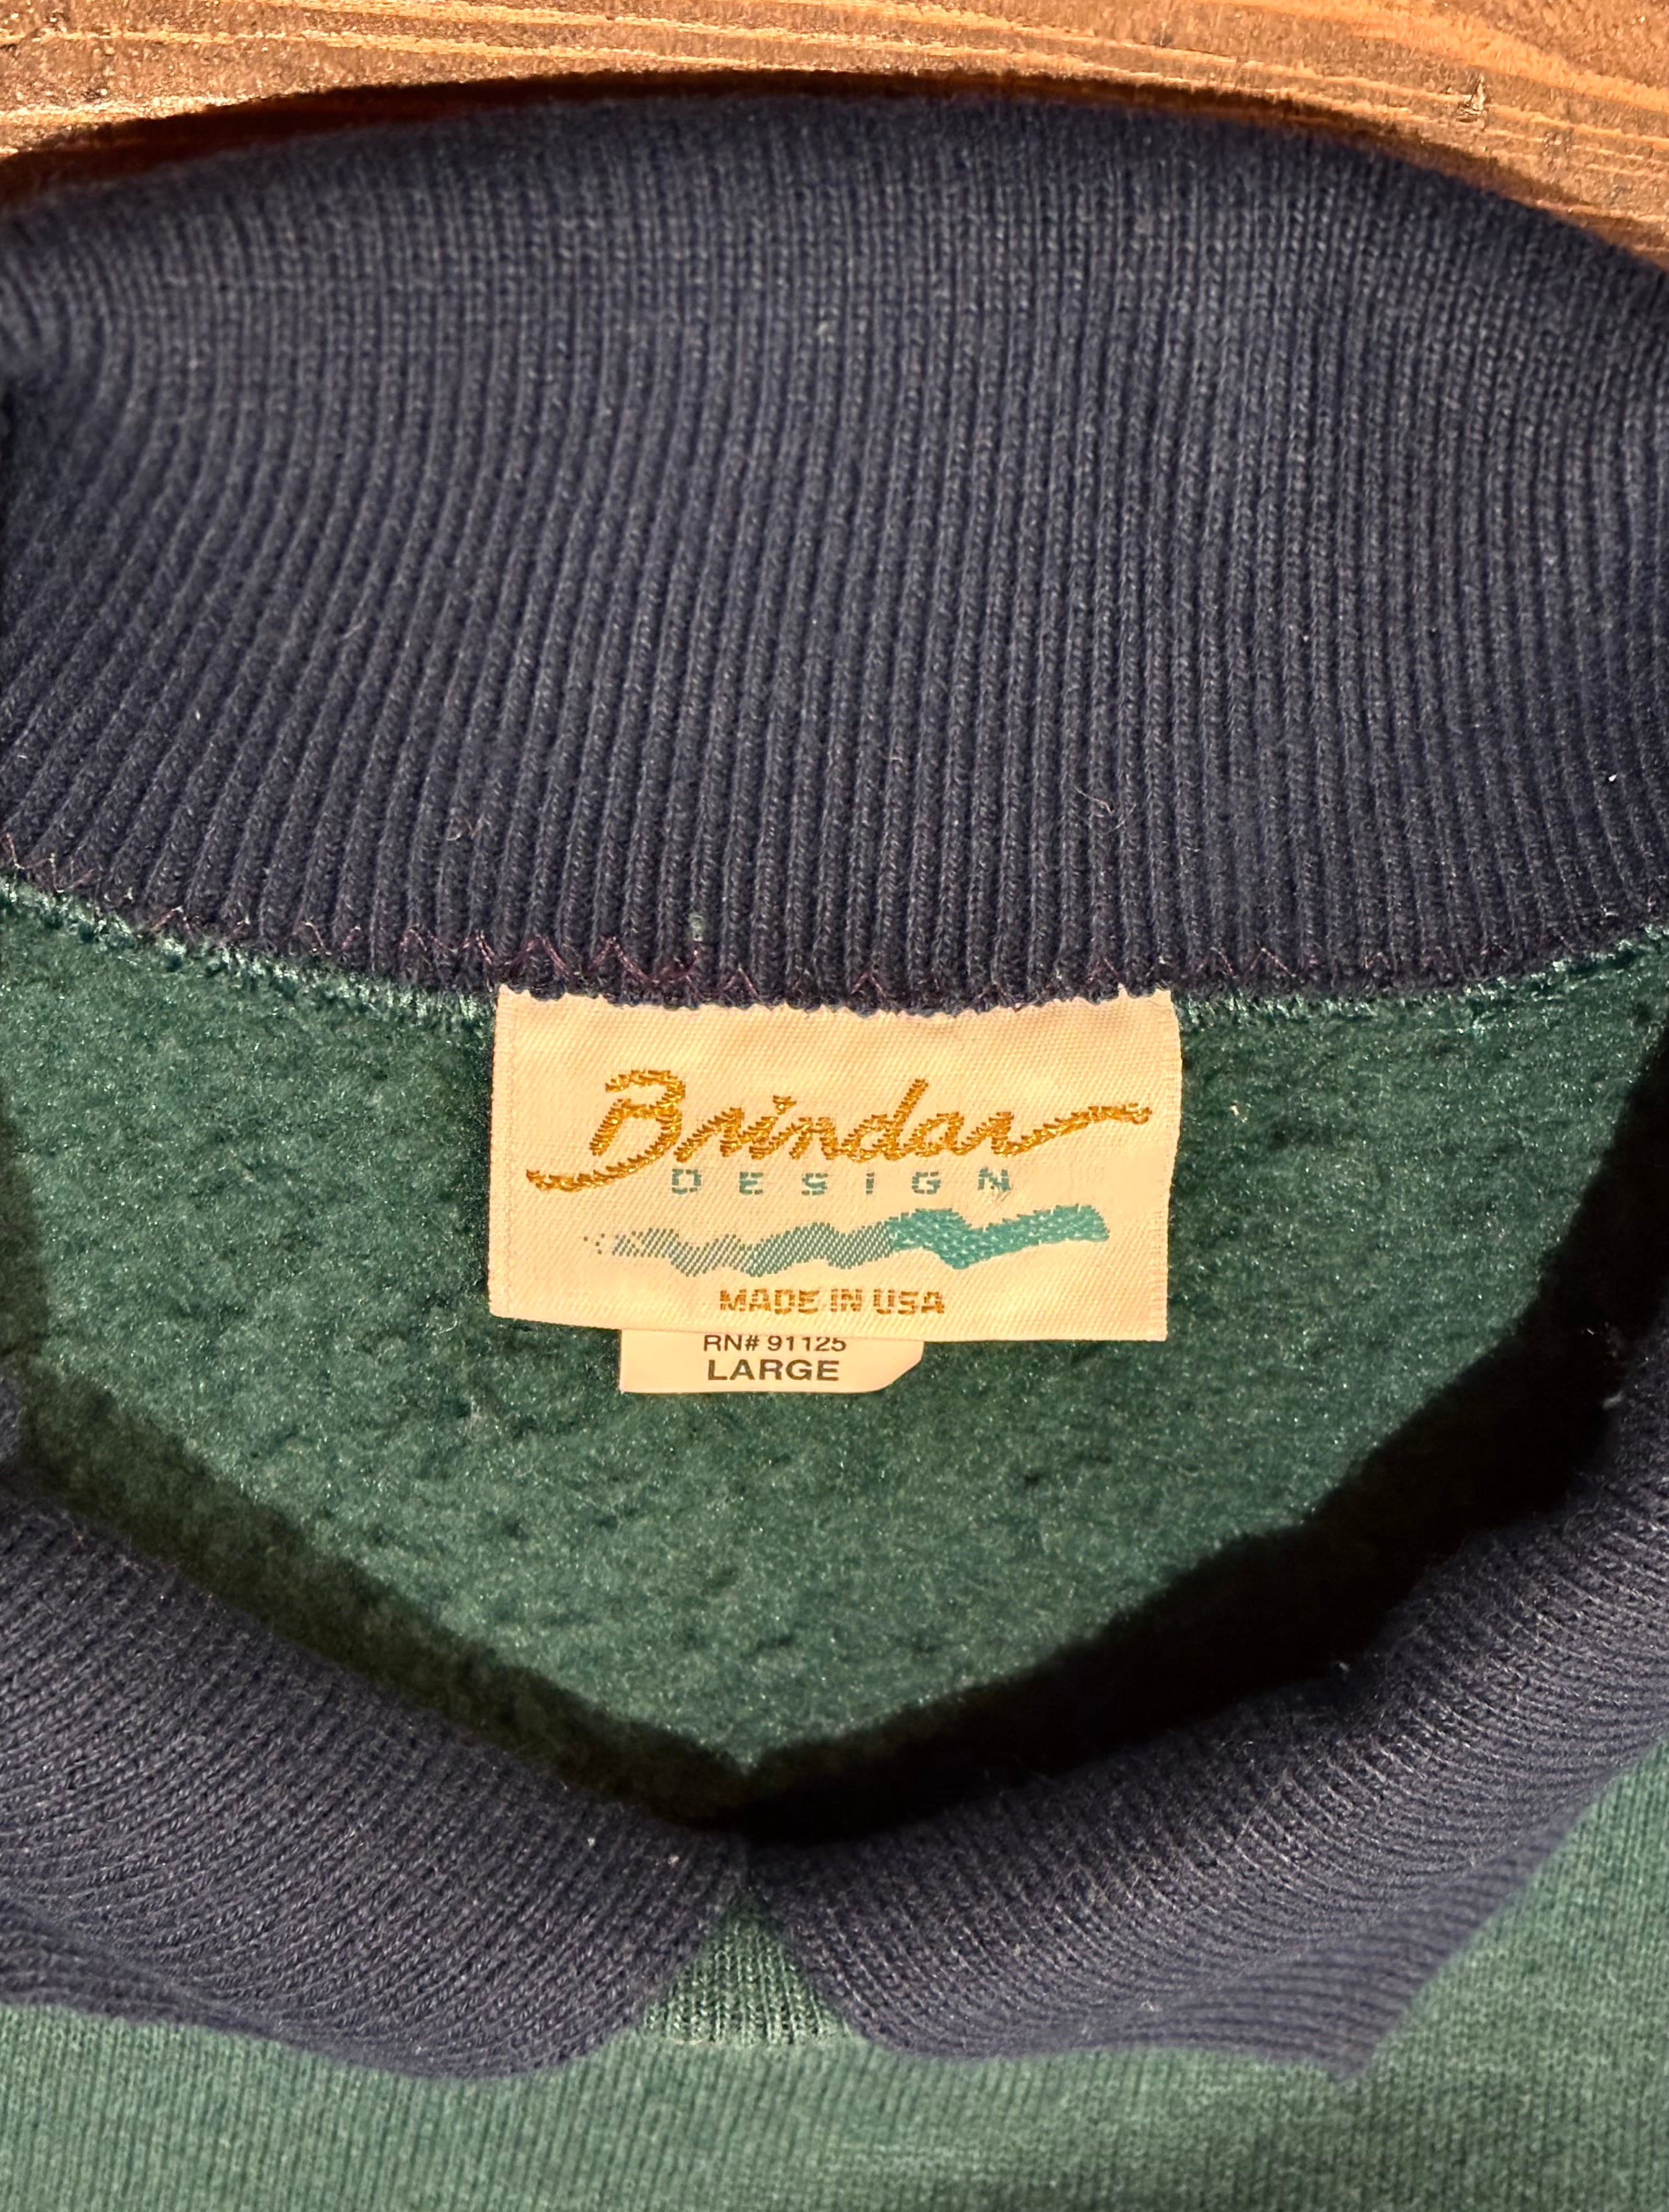 Brindar
DESIGN
MADE IN USA
RN# 91125
LARGE